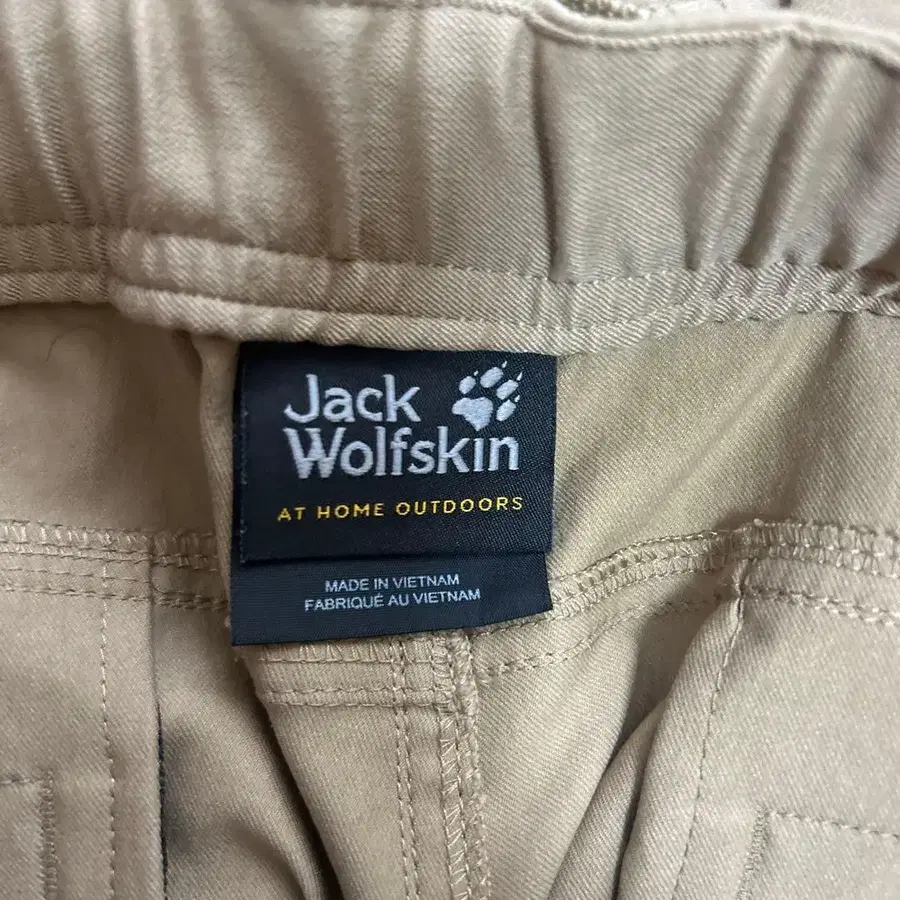 Jack
Wolfskin
AT HOME OUTDOORS
MADE IN VIETNAM
FABRIQUÉ AU VIETNAM